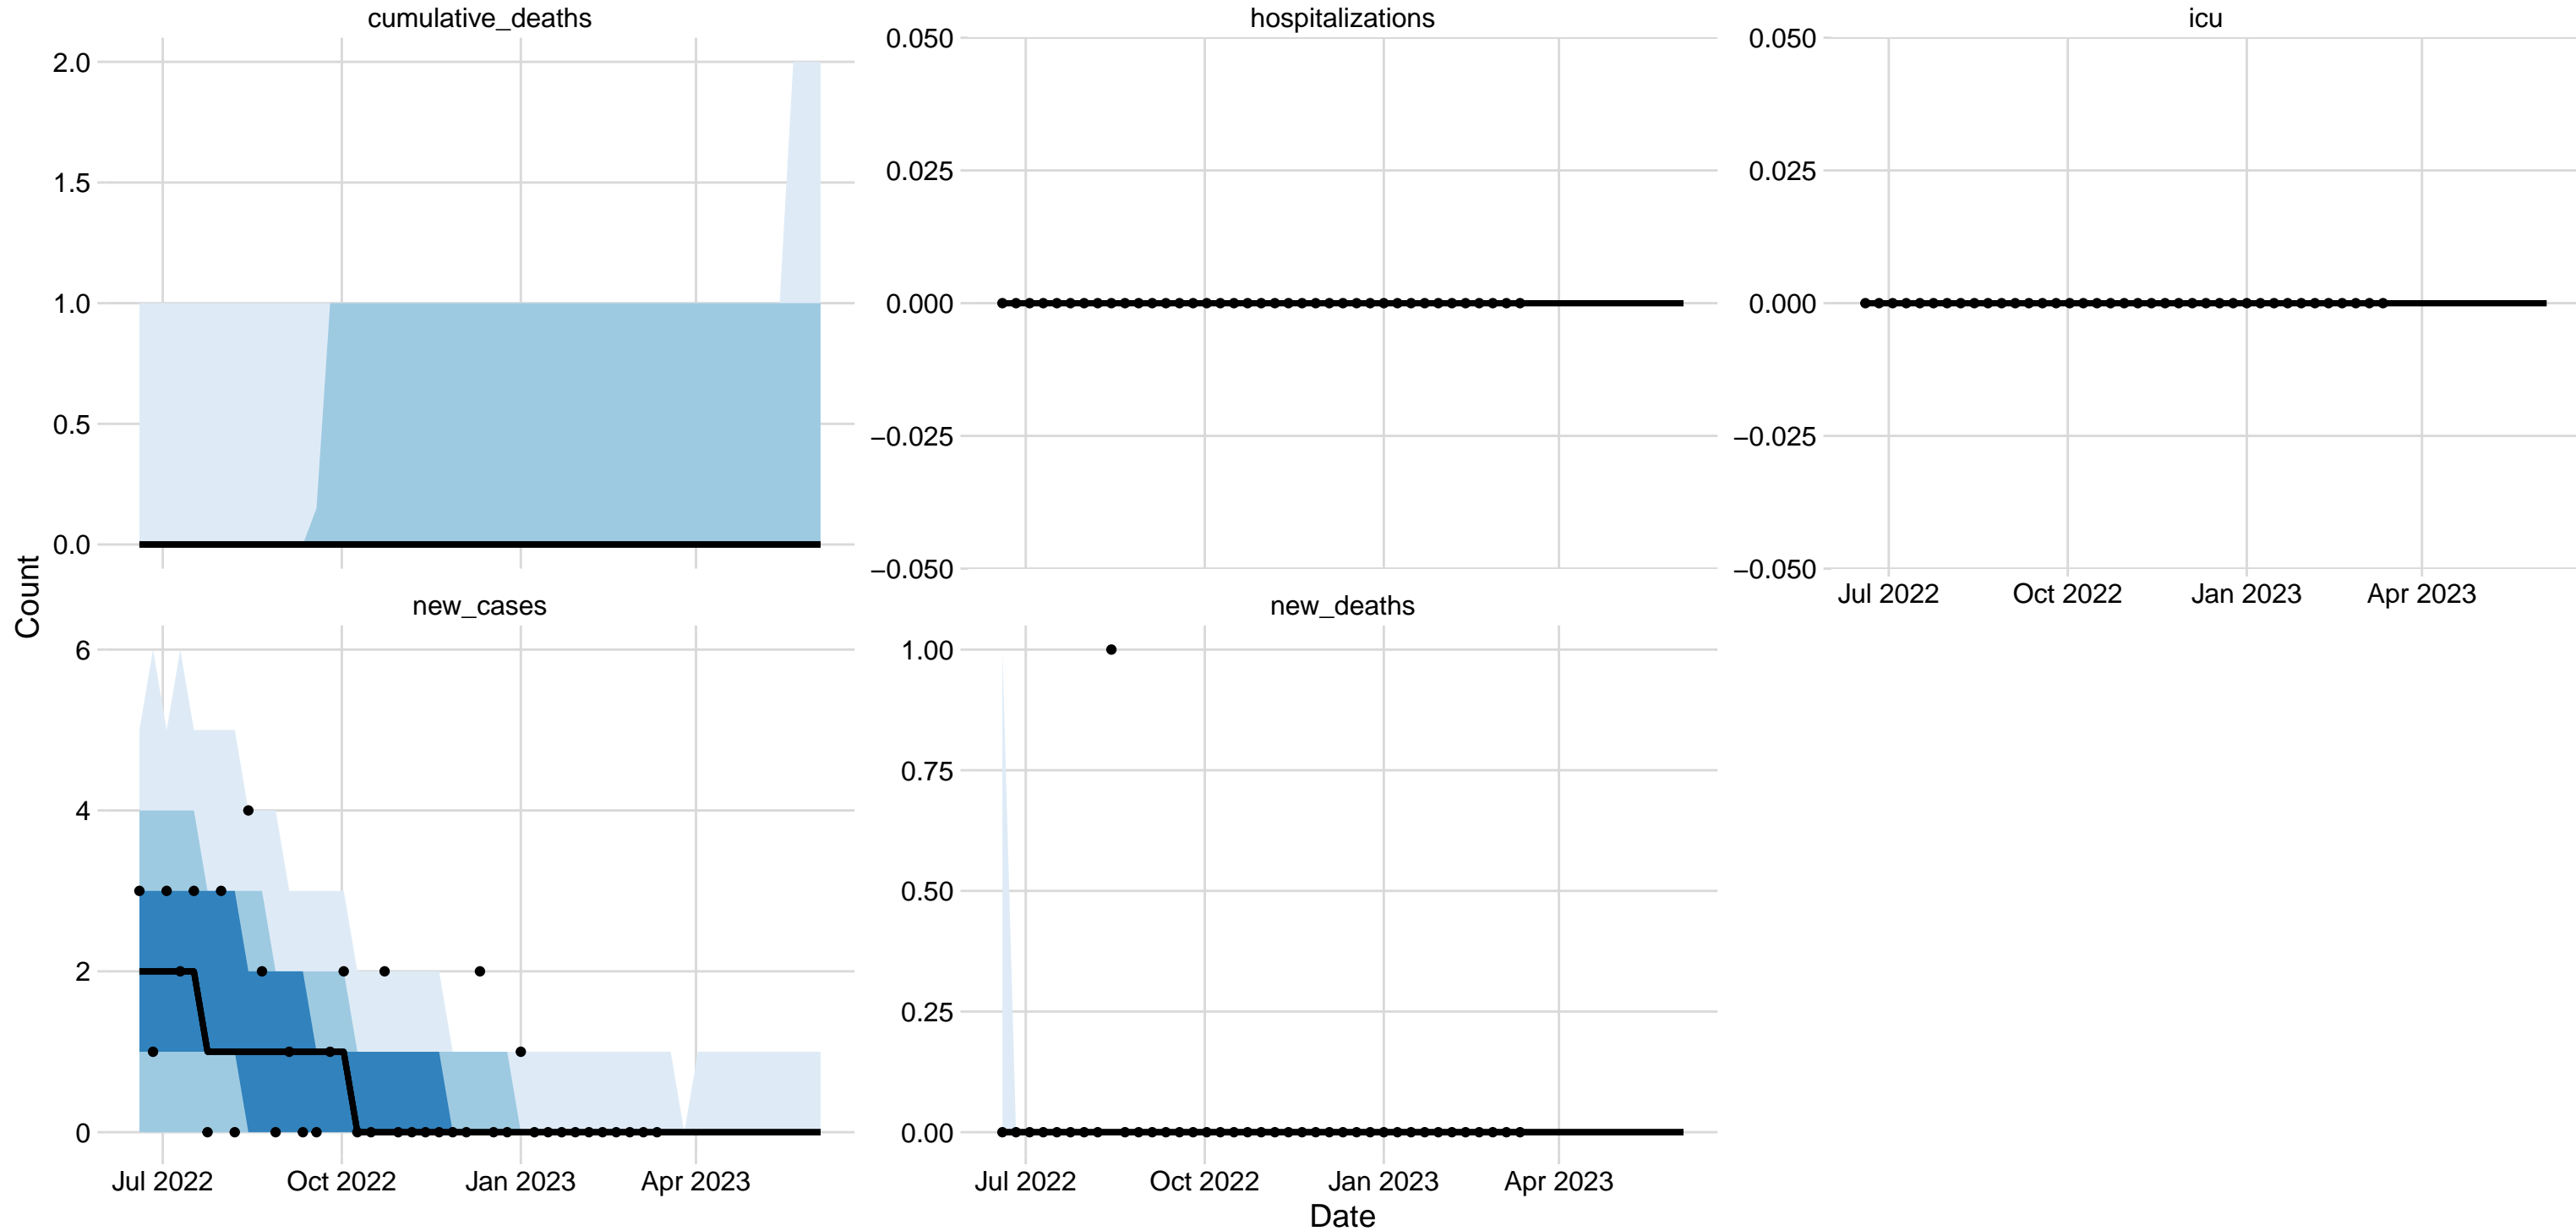 cumulative_deaths
hospitalizations
icu
2.0
1.5
1.0
0.5
0.0
0.050
0.025
0.000
−0.025
−0.050
0.050
0.025
0.000
−0.025
−0.050
Jul 2022 Oct 2022 Jan 2023 Apr 2023
Count
new_cases
new_deaths
6
4
2
0
1.00
0.75
0.50
0.25
0.00
Jul 2022 Oct 2022 Jan 2023 Apr 2023
Jul 2022 Oct 2022 Jan 2023 Apr 2023
Date